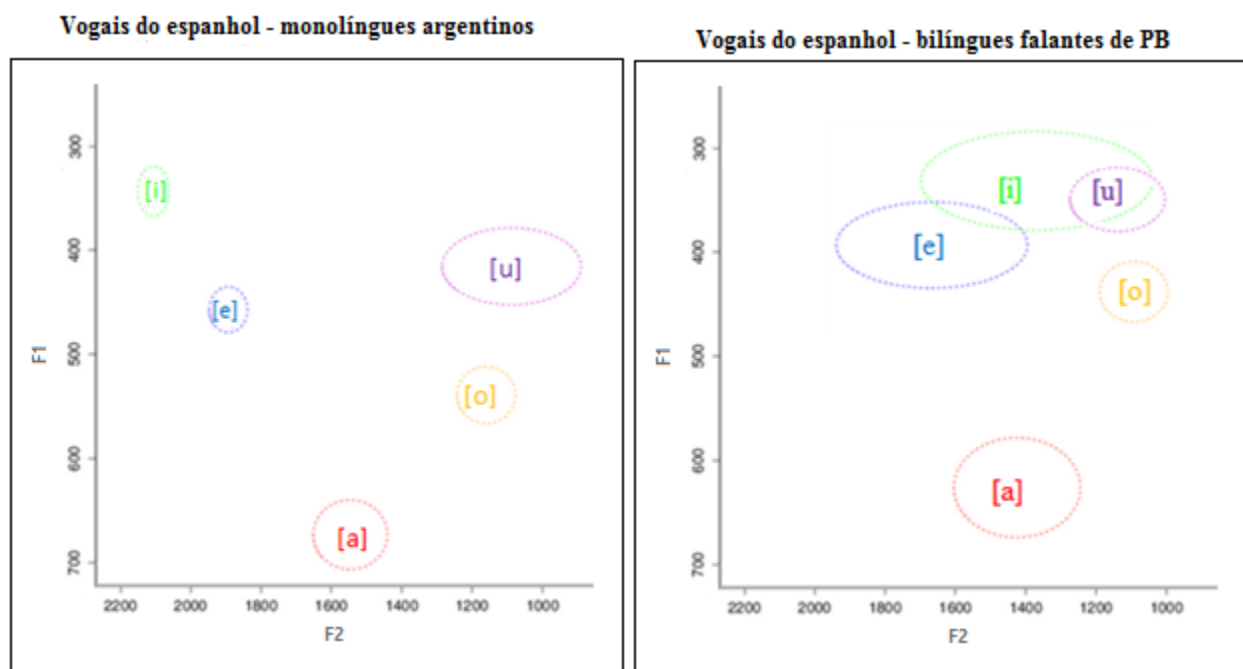 Vogais do espanhol - monolíngues argentinos
300
[i]
400
[u]
[e]
F1
500
[o]
600
[a]
700
2200 2000 1800 1600 1400 1200 1000
F2
Vogais do espanhol - bilíngues falantes de PB
300
[i] [u]
[e]
400
[o]
F1
500
600
[a]
700
2200 2000 1800 1600 1400 1200 1000
F2